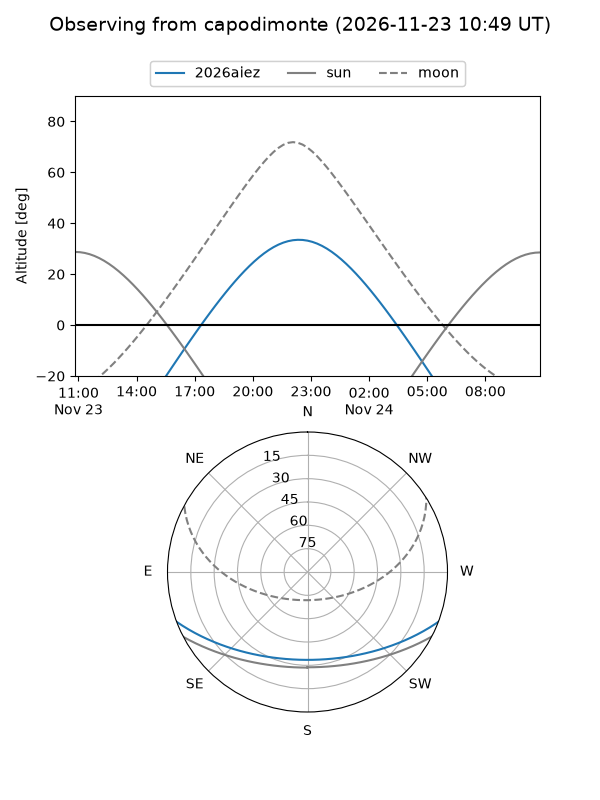 Observing from capodimonte (2026-11-23 10:49 UT)
2026aiez sun moon
80
60
40
20
0
−20
Altitude [deg]
11:00 14:00 17:00 20:00 23:00 02:00 05:00 08:00
Nov 23 Nov 24
N
NE NW
15
30
45
60
75
E W
SE SW
S